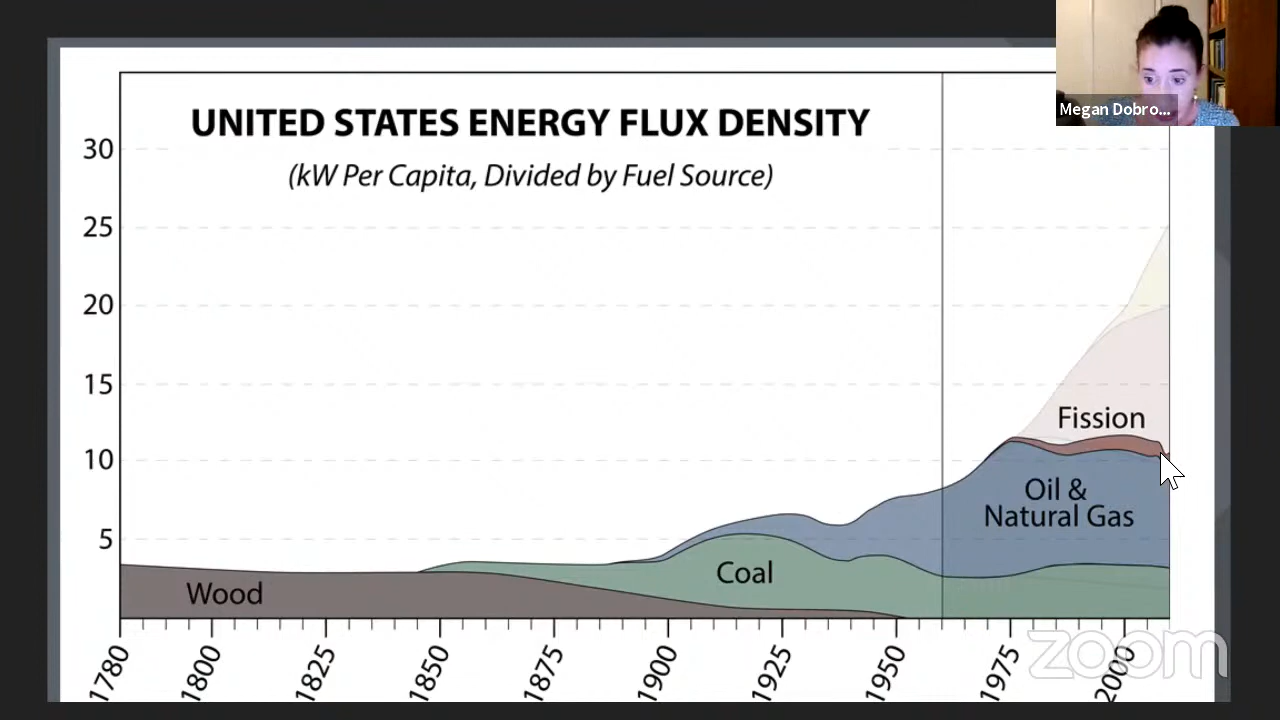 Megan Dobro...
UNITED STATES ENERGY FLUX DENSITY
(kW Per Capita, Divided by Fuel Source)
30
25
20
15
10
5
Fission
Oil &
Natural Gas
Coal
Wood
1780
1800
1825
1850
1875
1900
1925
1950
1975
2000
zoom